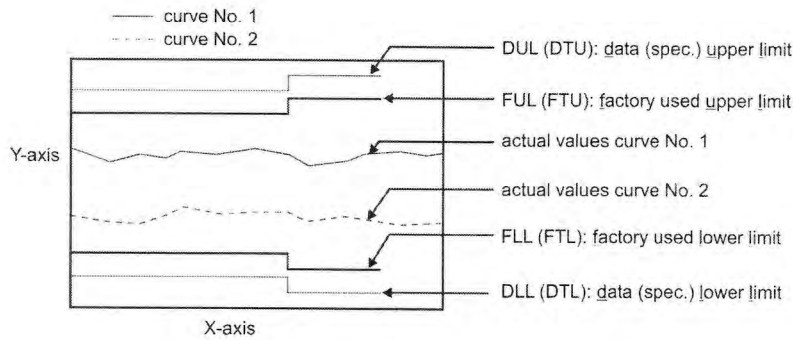 curve No. 1
curve No. 2
DUL (DTU): data (spec.) upper limit
FUL (FTU): factory used upper limit
actual values curve No. 1
Y-axis
actual values curve No. 2
FLL (FTL): factory used lower limit
DLL (DTL): data (spec.) lower limit
X-axis